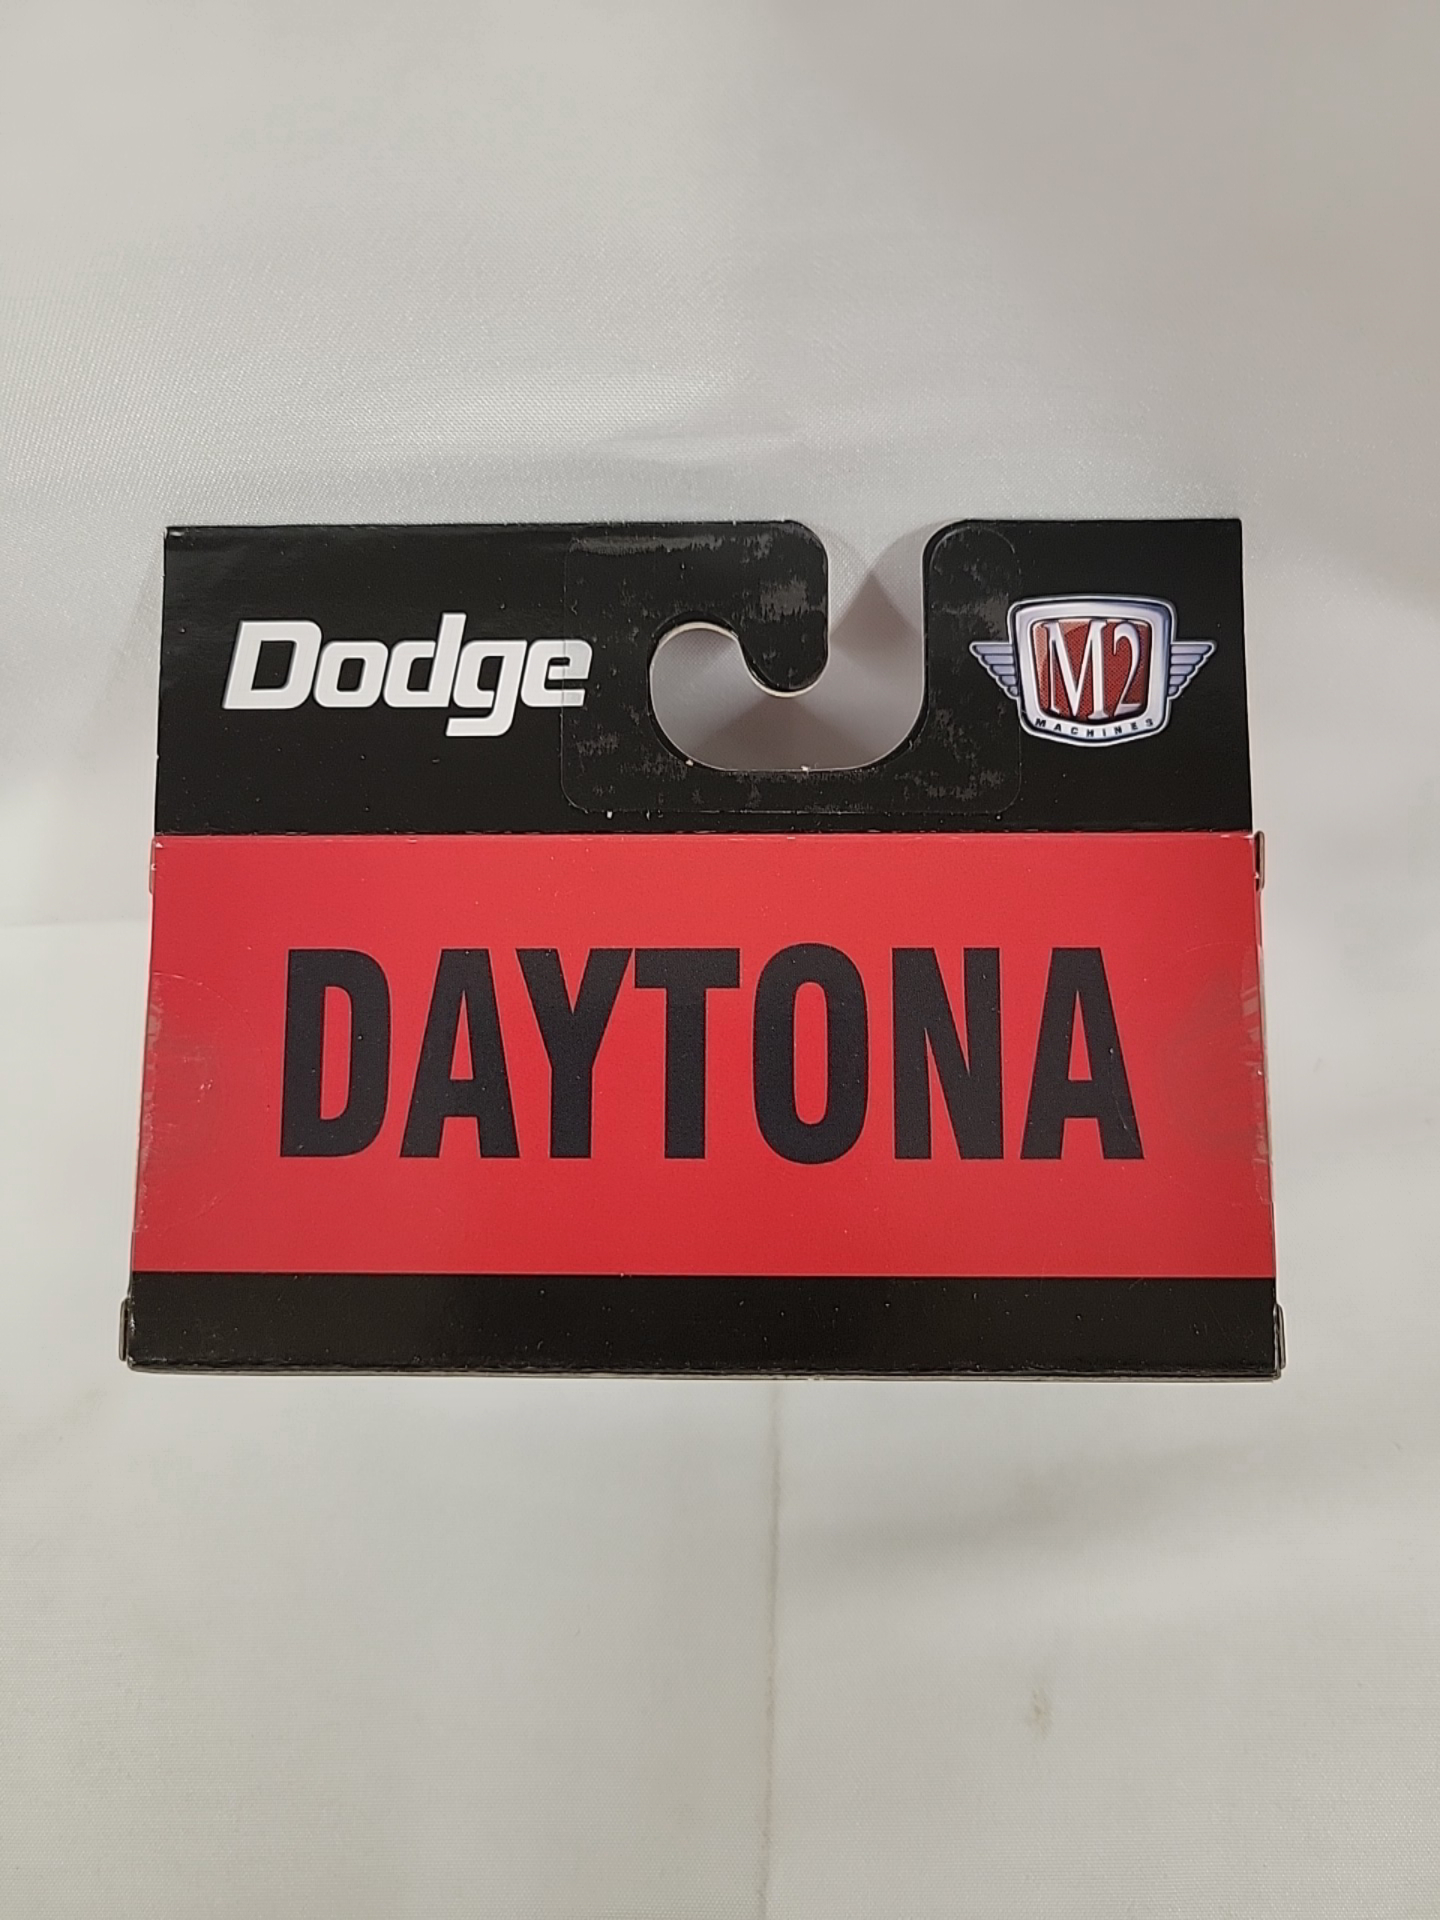 Dodge
M2
MACHINES
DAYTONA